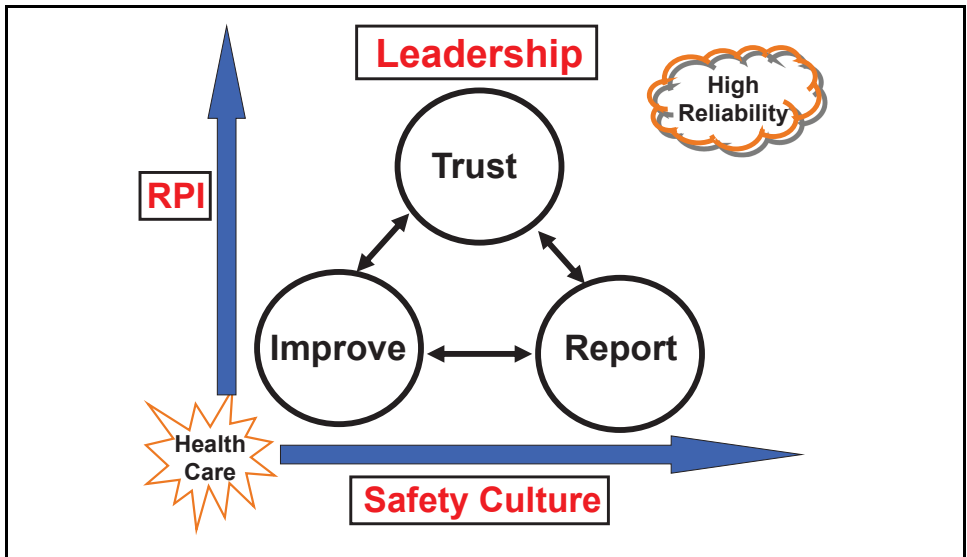 Leadership
High
Reliability
Trust
RPI
Improve
Report
Health
Care
Safety Culture